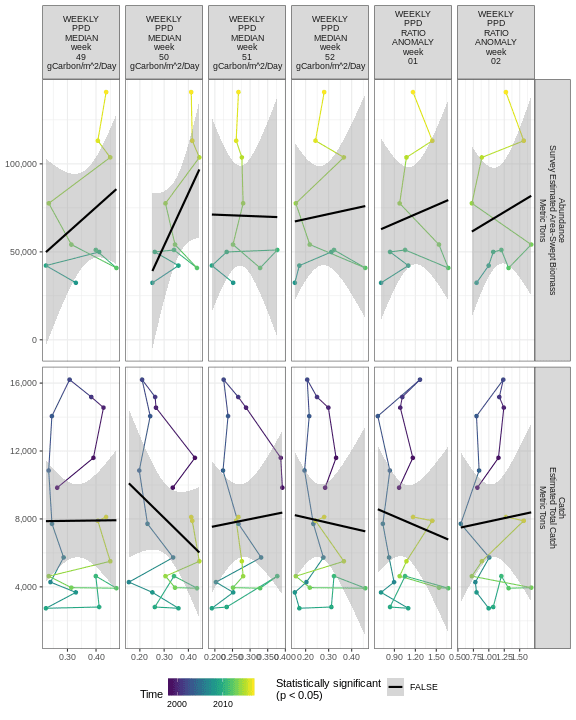 WEEKLY
PPD
MEDIAN
week
49
gCarbon/m^2/Day
WEEKLY
PPD
MEDIAN
week
50
gCarbon/m^2/Day
WEEKLY
PPD
MEDIAN
week
51
gCarbon/m^2/Day
WEEKLY
PPD
MEDIAN
week
52
gCarbon/m^2/Day
WEEKLY
PPD
RATIO
ANOMALY
week
01
WEEKLY
PPD
RATIO
ANOMALY
week
02
100,000
50,000
0
Abundance
Survey Estimated Area-Swept Biomass
Metric Tons
16,000
12,000
8,000
4,000
Catch
Estimated Total Catch
Metric Tons
0.30 0.40
0.20 0.30 0.40
0.200 0.250 0.300 0.350 0.400
0.20 0.30 0.40
0.90 1.20 1.50
0.50 0.75 1.00 1.25 1.50
Time
2000 2010
Statistically significant
(p < 0.05)
FALSE